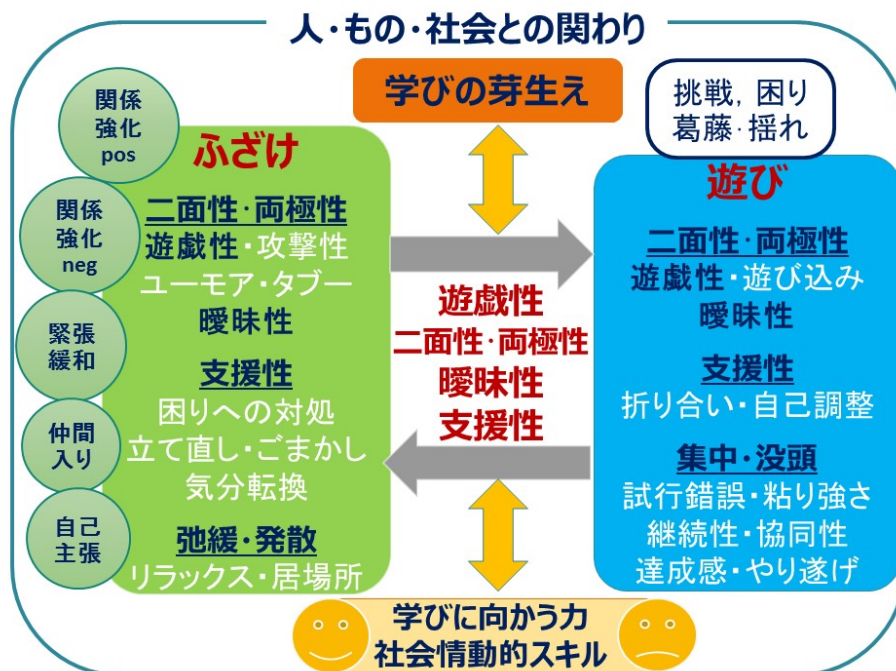 人・もの・社会との関わり
学びの芽生え
挑戦, 困り
葛藤・揺れ
関係
強化
pos
関係
強化
neg
緊張
緩和
仲間
入り
自己
主張
ふざけ
二面性・両極性
遊戯性・攻撃性
ユーモア・タブー
曖昧性
支援性
困りへの対処
立て直し・ごまかし
気分転換
弛緩・発散
リラックス・居場所
遊戯性
二面性・両極性
曖昧性
支援性
遊び
二面性・両極性
遊戯性・遊び込み
曖昧性
支援性
折り合い・自己調整
集中・没頭
試行錯誤・粘り強さ
継続性・協同性
達成感・やり遂げ
学びに向かう力
社会情動的スキル